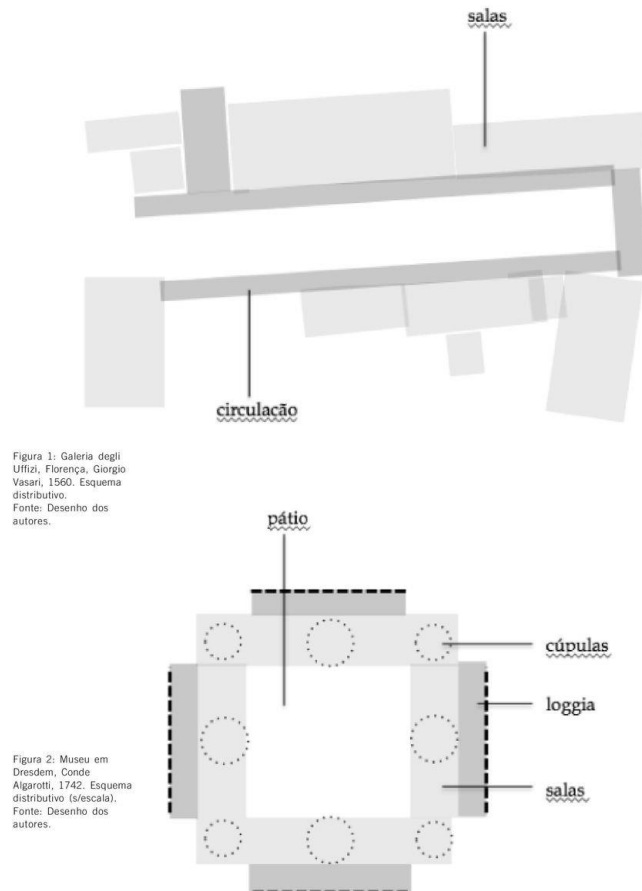 salas
circulação
Figura 1: Galeria degli
Uffizi, Florença, Giorgio
Vasari, 1560. Esquema
distributivo.
Fonte: Desenho dos
autores.
pátio
cúpulas
loggia
salas
Figura 2: Museu em
Dresdem, Conde
Algarotti, 1742. Esquema
distributivo (s/escala).
Fonte: Desenho dos
autores.